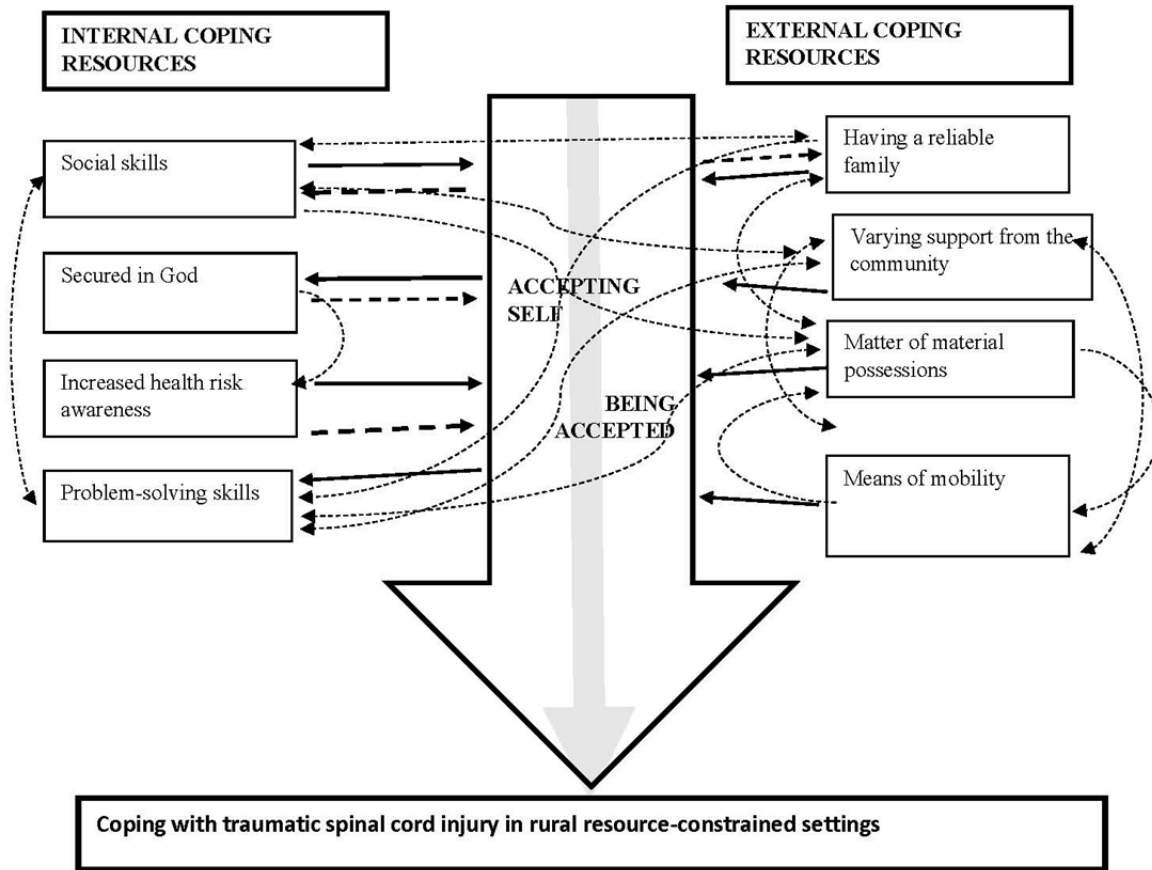 INTERNAL COPING
RESOURCES
EXTERNAL COPING
RESOURCES
Social skills
Secured in God
Increased health risk
awareness
Problem-solving skills
ACCEPTING
SELF
BEING
ACCEPTED
Having a reliable
family
Varying support from the
community
Matter of material
possessions
Means of mobility
Coping with traumatic spinal cord injury in rural resource-constrained settings